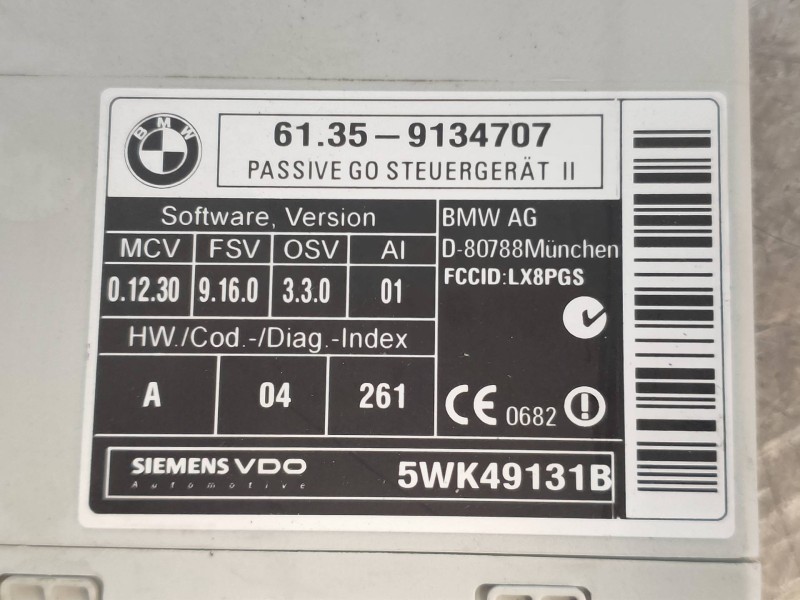 BMW
61.35 – 9134707
PASSIVE GO STEUERGERÄT II
Software, Version
MCV FSV OSV AI
0.12.30 9.16.0 3.3.0 01
HW./Cod.-/Diag.-Index
A 04 261
BMW AG
D-80788München
FCCID:LX8PGS
CE 0682
SIEMENS VDO
Automotive
5WK49131B